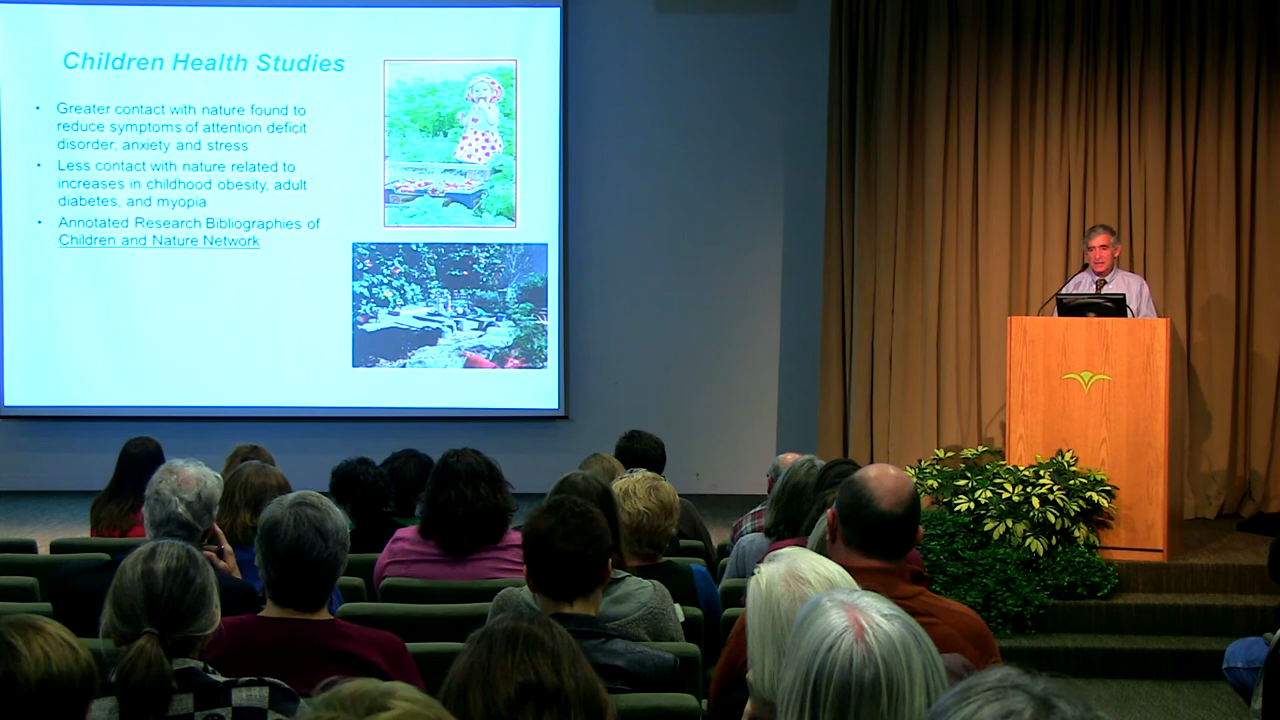 Children Health Studies
• Greater contact with nature found to
reduce symptoms of attention deficit
disorder, anxiety and stress
• Less contact with nature related to
increases in childhood obesity, adult
diabetes, and myopia
• Annotated Research Bibliographies of
Children and Nature Network